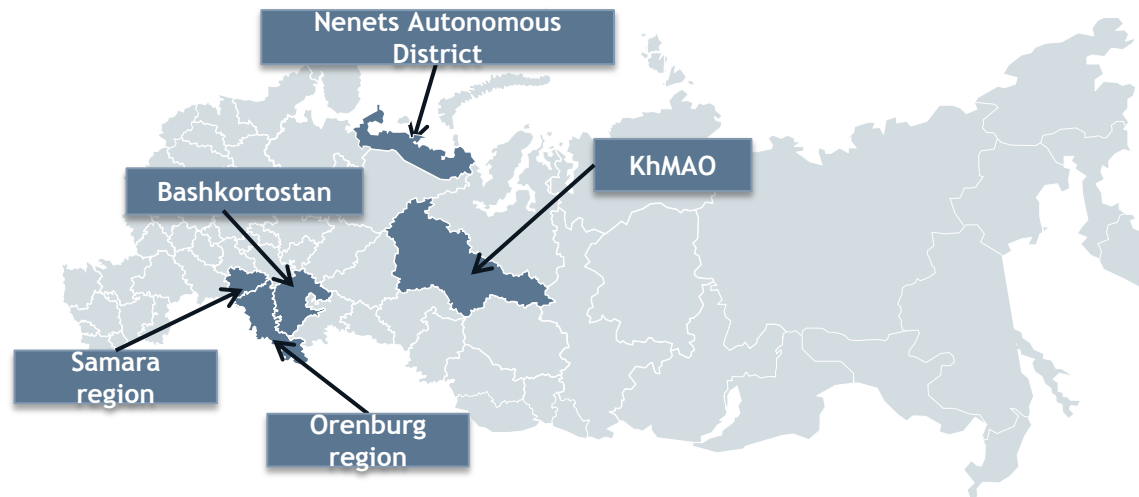 Nenets Autonomous
District
KhMAO
Bashkortostan
Samara
region
Orenburg
region